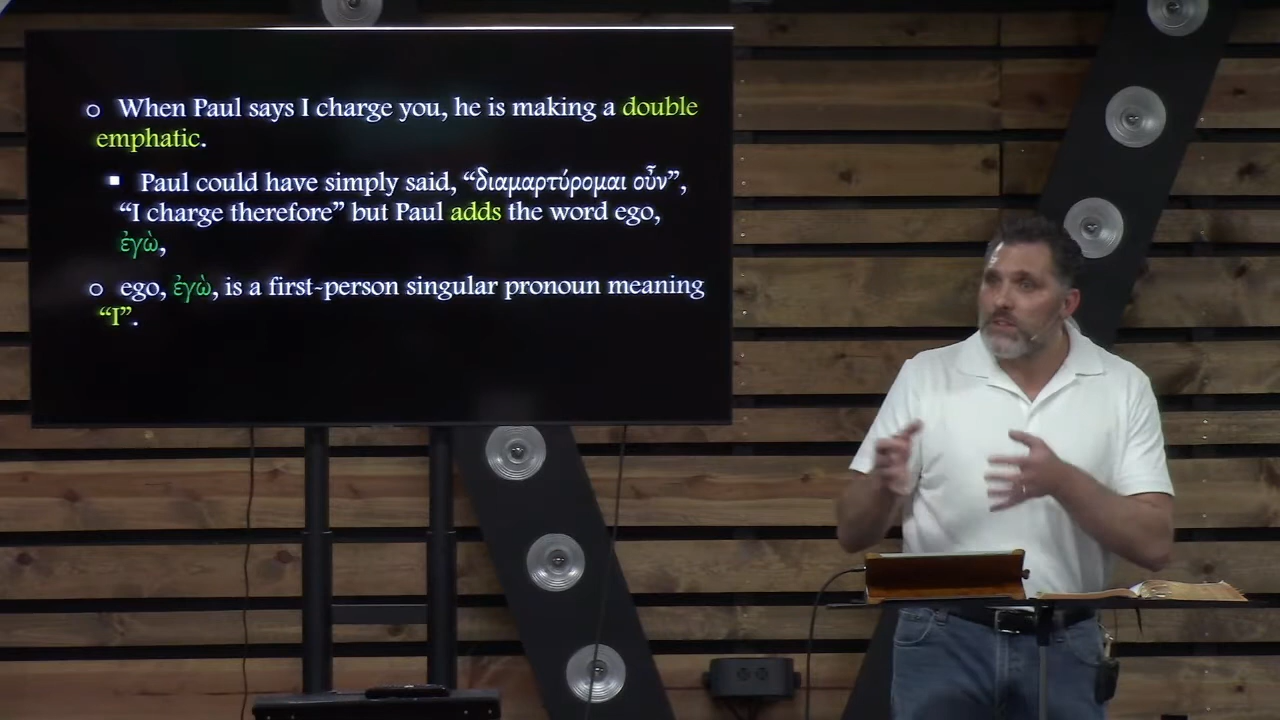 When Paul says I charge you, he is making a double
emphatic.
Paul could have simply said, “διαμαρτύρομαι οὖν”,
“I charge therefore” but Paul adds the word ego,
ἐγὼ,
ego, ἐγὼ, is a first-person singular pronoun meaning
“I”.